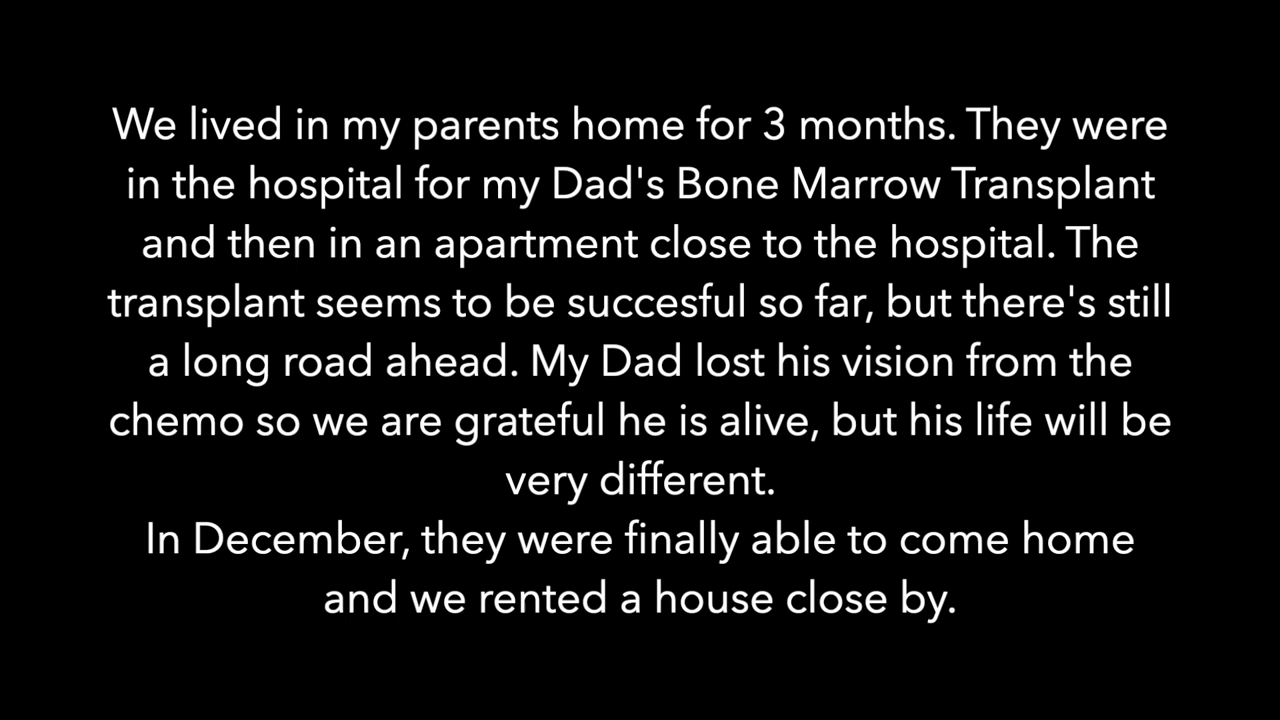 We lived in my parents home for 3 months. They were
in the hospital for my Dad's Bone Marrow Transplant
and then in an apartment close to the hospital. The
transplant seems to be succesful so far, but there's still
a long road ahead. My Dad lost his vision from the
chemo so we are grateful he is alive, but his life will be
very different.
In December, they were finally able to come home
and we rented a house close by.